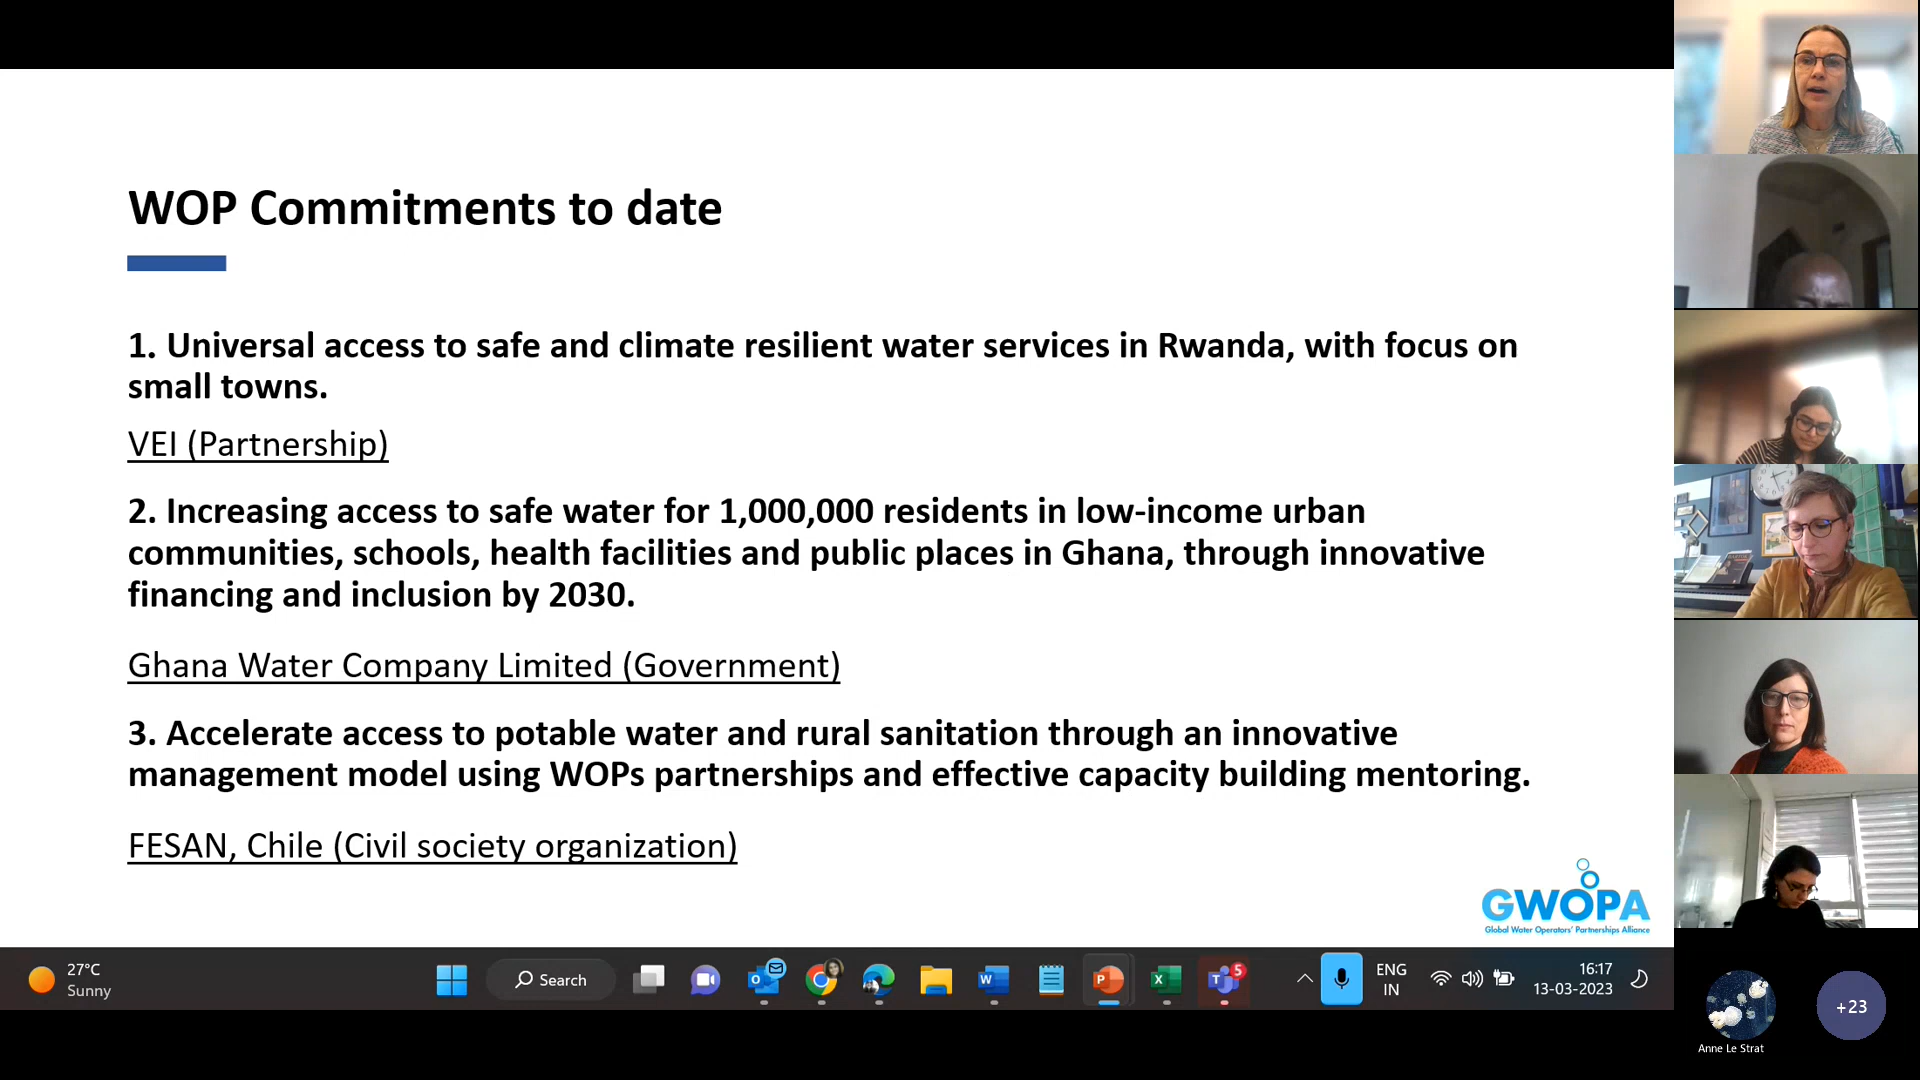 WOP Commitments to date
1. Universal access to safe and climate resilient water services in Rwanda, with focus on
small towns.
VEI (Partnership)
2. Increasing access to safe water for 1,000,000 residents in low-income urban
communities, schools, health facilities and public places in Ghana, through innovative
financing and inclusion by 2030.
Ghana Water Company Limited (Government)
3. Accelerate access to potable water and rural sanitation through an innovative
management model using WOPs partnerships and effective capacity building mentoring.
FESAN, Chile (Civil society organization)
GWOPA
Global Water Operators' Partnerships Alliance
27°C
Sunny
Search
5
ENG
IN
16:17
13-03-2023
+23
Anne Le Strat